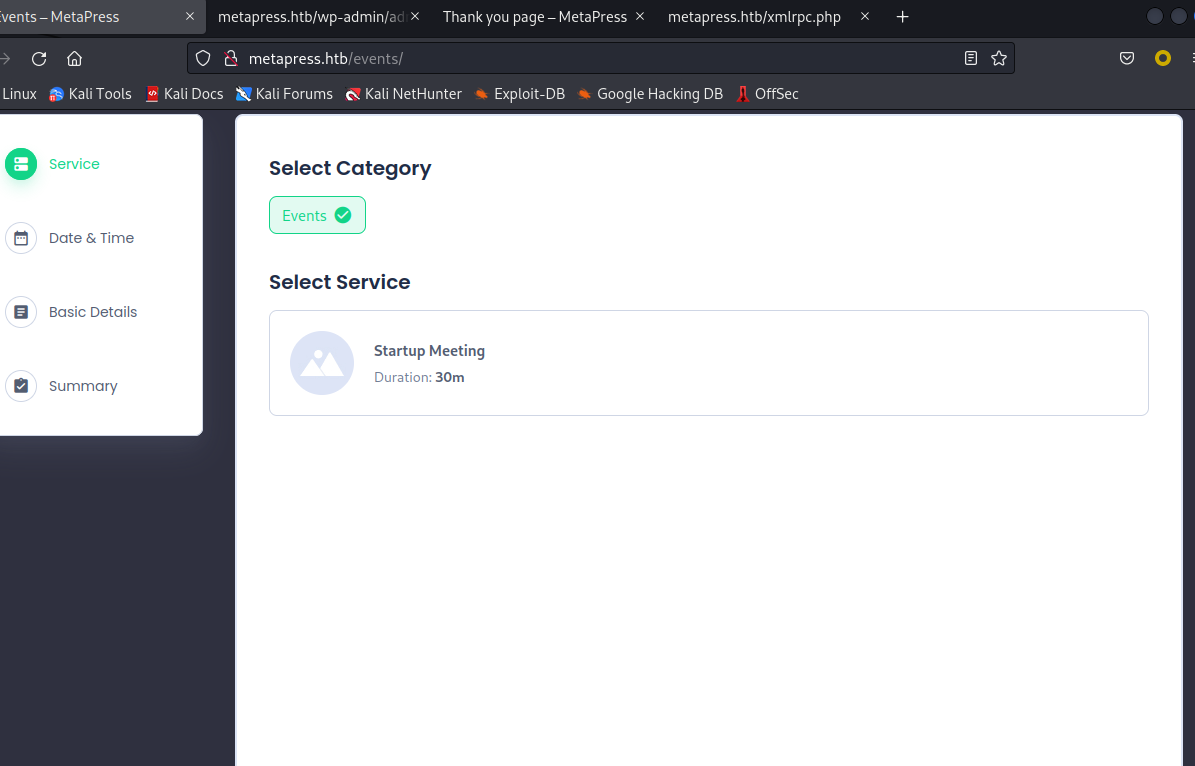 Events – MetaPress
metapress.htb/wp-admin/ad
Thank you page – MetaPress
metapress.htb/xmlrpc.php
metapress.htb/events/
Linux
Kali Tools
Kali Docs
Kali Forums
Kali NetHunter
Exploit-DB
Google Hacking DB
OffSec
Service
Date & Time
Basic Details
Summary
Select Category
Events
Select Service
Startup Meeting
Duration: 30m